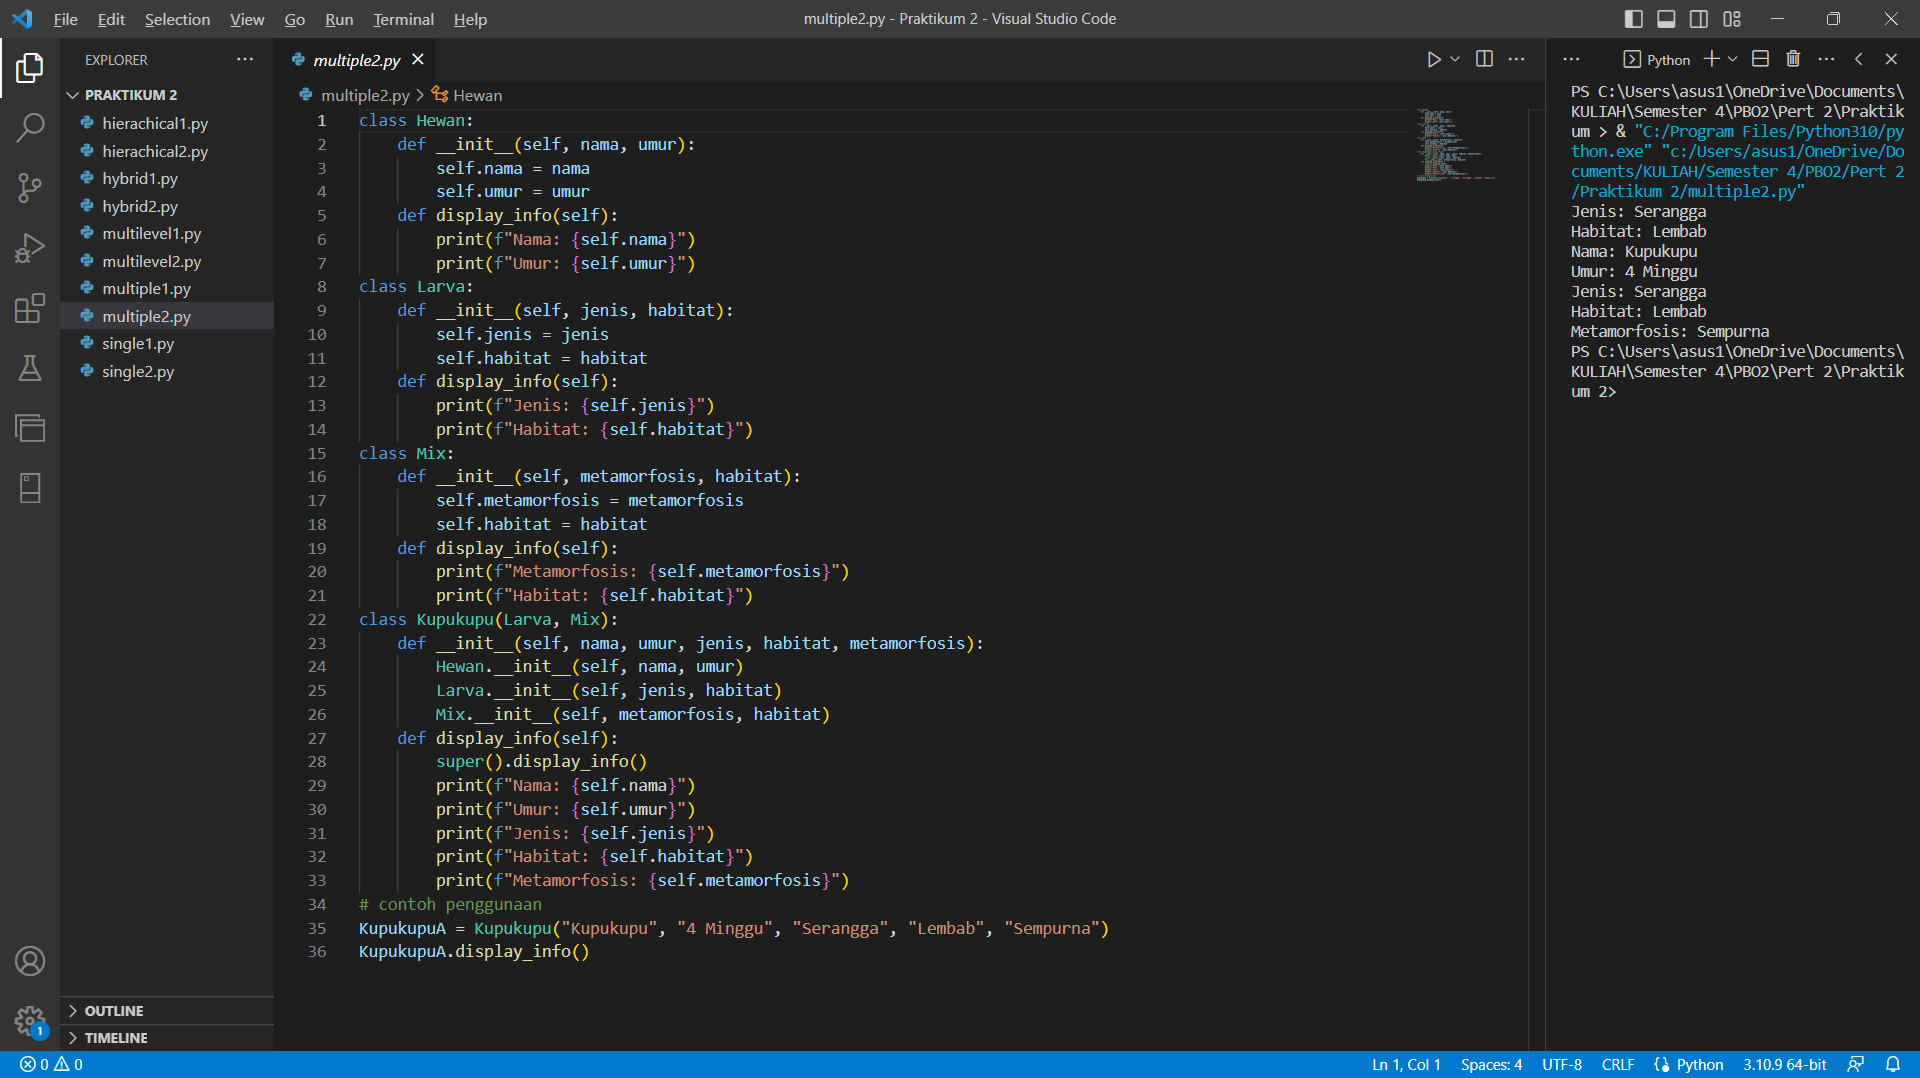 File Edit Selection View Go Run Terminal Help
multiple2.py - Praktikum 2 - Visual Studio Code
EXPLORER
PRAKTIKUM 2
hierachical1.py
hierachical2.py
hybrid1.py
hybrid2.py
multilevel1.py
multilevel2.py
multiple1.py
multiple2.py
single1.py
single2.py
OUTLINE
TIMELINE
1
multiple2.py
multiple2.py > Hewan
1 class Hewan:
2     def __init__(self, nama, umur):
3         self.nama = nama
4         self.umur = umur
5     def display_info(self):
6         print(f"Nama: {self.nama}")
7         print(f"Umur: {self.umur}")
8 class Larva:
9     def __init__(self, jenis, habitat):
10         self.jenis = jenis
11         self.habitat = habitat
12     def display_info(self):
13         print(f"Jenis: {self.jenis}")
14         print(f"Habitat: {self.habitat}")
15 class Mix:
16     def __init__(self, metamorfosis, habitat):
17         self.metamorfosis = metamorfosis
18         self.habitat = habitat
19     def display_info(self):
20         print(f"Metamorfosis: {self.metamorfosis}")
21         print(f"Habitat: {self.habitat}")
22 class Kupukupu(Larva, Mix):
23     def __init__(self, nama, umur, jenis, habitat, metamorfosis):
24         Hewan.__init__(self, nama, umur)
25         Larva.__init__(self, jenis, habitat)
26         Mix.__init__(self, metamorfosis, habitat)
27     def display_info(self):
28         super().display_info()
29         print(f"Nama: {self.nama}")
30         print(f"Umur: {self.umur}")
31         print(f"Jenis: {self.jenis}")
32         print(f"Habitat: {self.habitat}")
33         print(f"Metamorfosis: {self.metamorfosis}")
34 # contoh penggunaan
35 KupukupuA = Kupukupu("Kupukupu", "4 Minggu", "Serangga", "Lembab", "Sempurna")
36 KupukupuA.display_info()
Python
PS C:\Users\asus1\OneDrive\Documents\
KULIAH\Semester 4\PBO2\Pert 2\Praktik
um > & "C:/Program Files/Python310/py
thon.exe" "c:/Users/asus1/OneDrive/Do
cuments/KULIAH/Semester 4/PBO2/Pert 2
/Praktikum 2/multiple2.py"
Jenis: Serangga
Habitat: Lembab
Nama: Kupukupu
Umur: 4 Minggu
Jenis: Serangga
Habitat: Lembab
Metamorfosis: Sempurna
PS C:\Users\asus1\OneDrive\Documents\
KULIAH\Semester 4\PBO2\Pert 2\Praktik
um 2>
0 0
Ln 1, Col 1 Spaces: 4 UTF-8 CRLF Python 3.10.9 64-bit